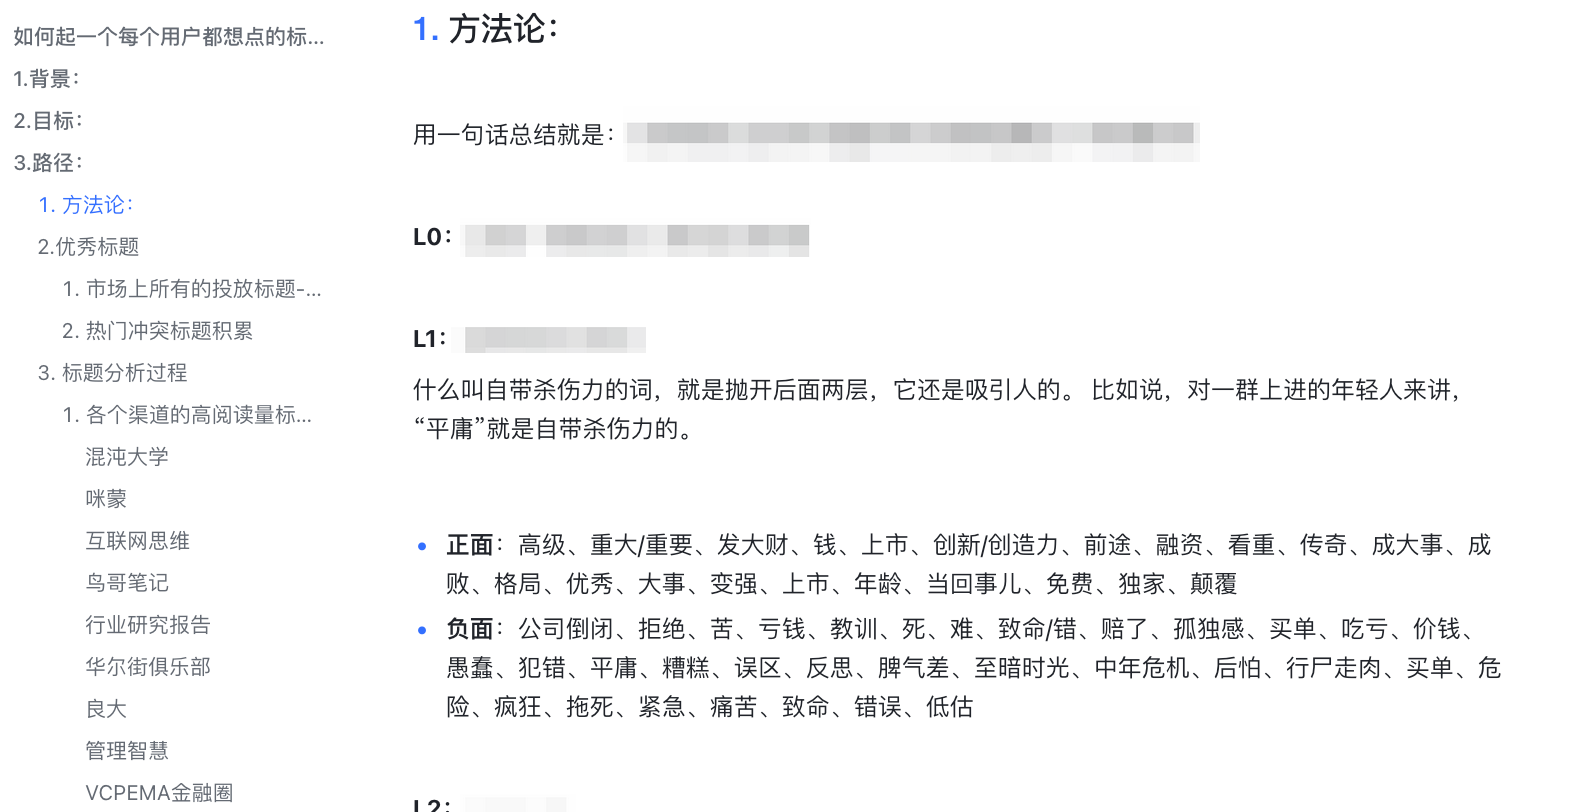 如何起一个每个用户都想点的标...
1.背景：
2.目标：
3.路径：
1. 方法论：
2.优秀标题
1. 市场上所有的投放标题-...
2. 热门冲突标题积累
3. 标题分析过程
1. 各个渠道的高阅读量标...
混沌大学
咪蒙
互联网思维
鸟哥笔记
行业研究报告
华尔街俱乐部
良大
管理智慧
VCPEMA金融圈
1. 方法论：
用一句话总结就是：
L0：
L1：
什么叫自带杀伤力的词，就是抛开后面两层，它还是吸引人的。 比如说，对一群上进的年轻人来讲，
“平庸”就是自带杀伤力的。
正面：高级、重大/重要、发大财、钱、上市、创新/创造力、前途、融资、看重、传奇、成大事、成
败、格局、优秀、大事、变强、上市、年龄、当回事儿、免费、独家、颠覆
负面：公司倒闭、拒绝、苦、亏钱、教训、死、难、致命/错、赔了、孤独感、买单、吃亏、价钱、
愚蠢、犯错、平庸、糟糕、误区、反思、脾气差、至暗时光、中年危机、后怕、行尸走肉、买单、危
险、疯狂、拖死、紧急、痛苦、致命、错误、低估
L2：